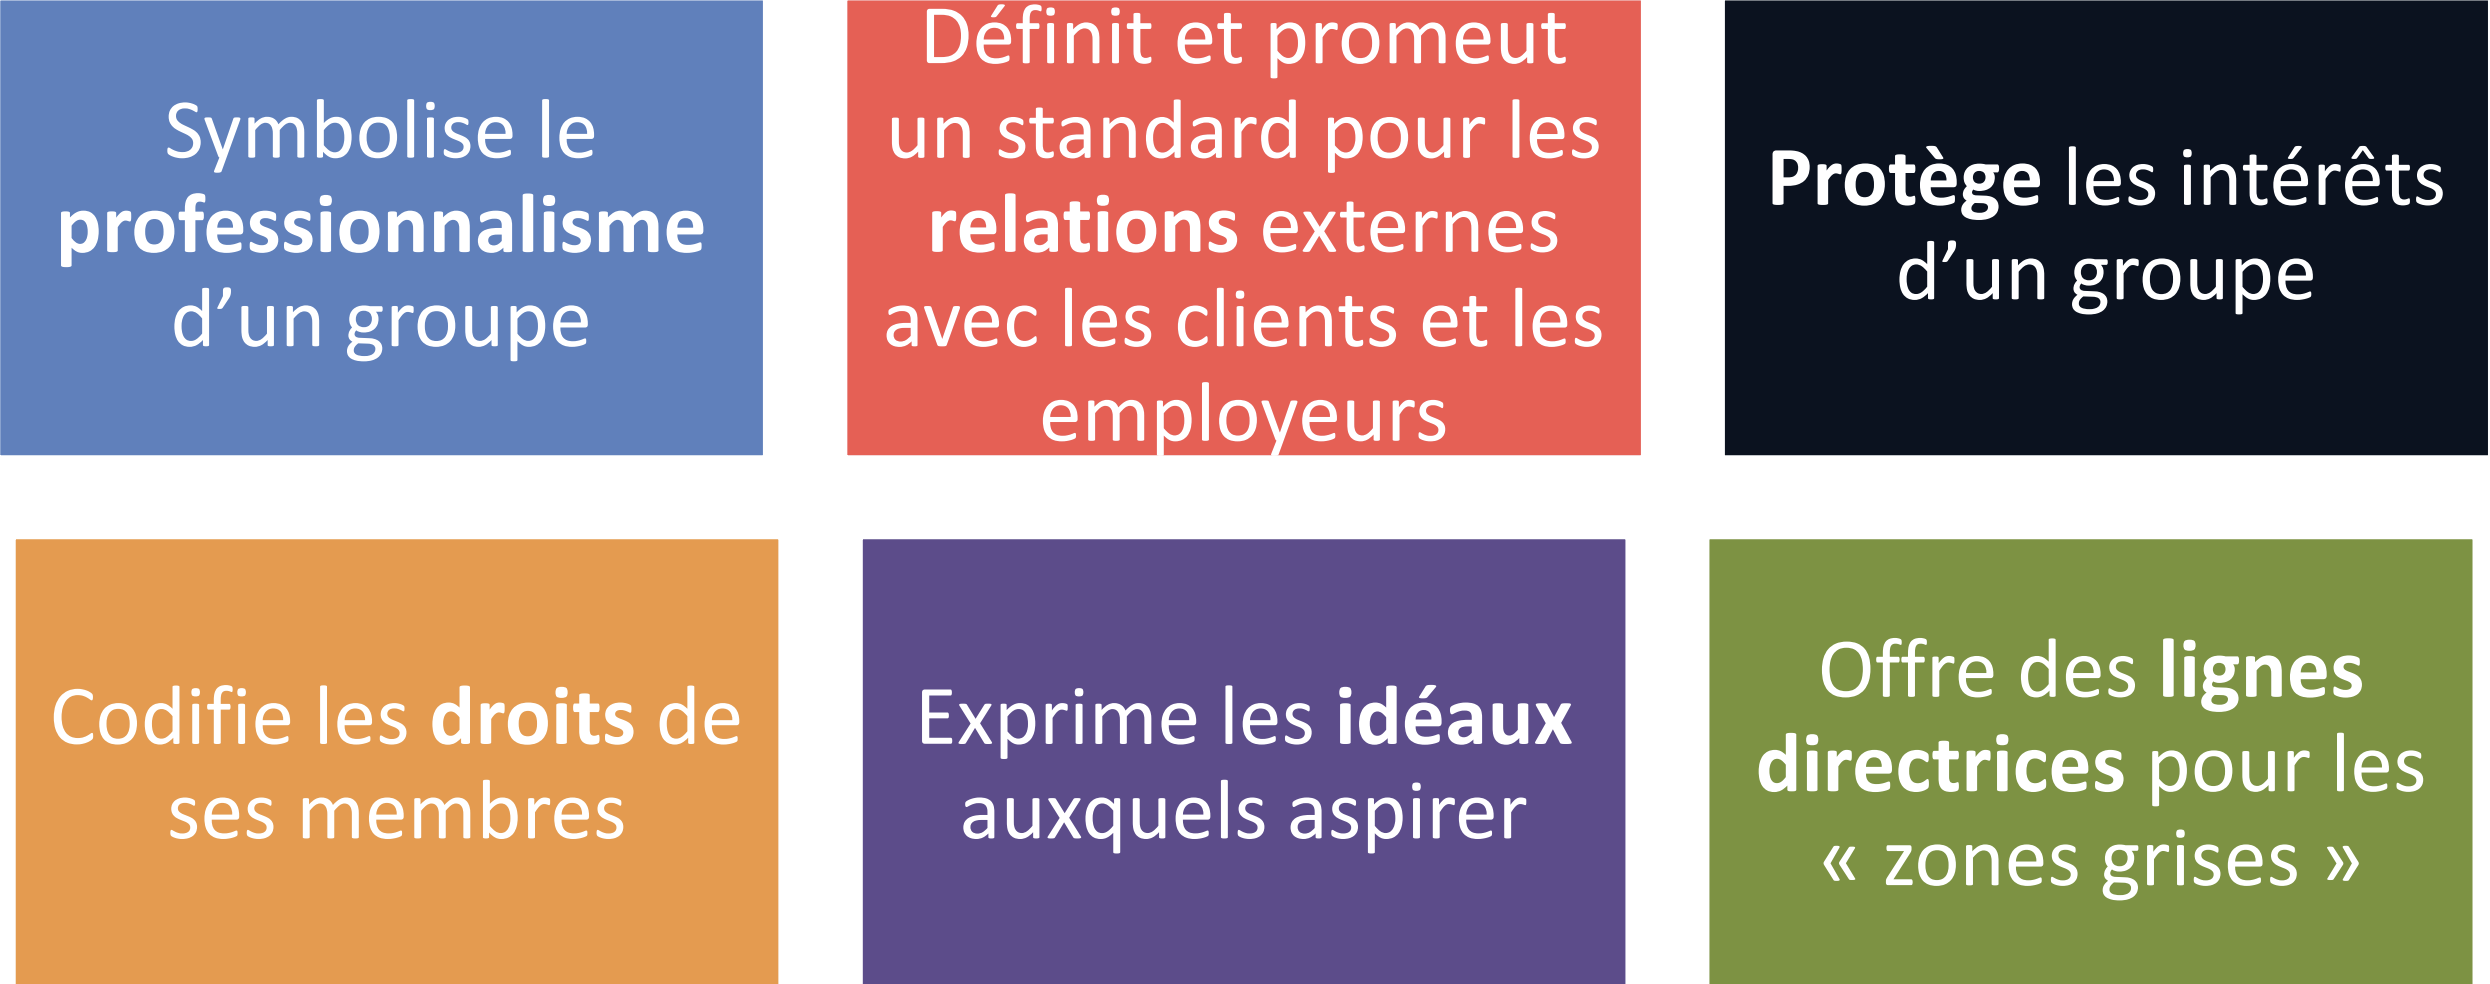 Symbolise le
professionnalisme
d’un groupe
Définit et promeut
un standard pour les
relations externes
avec les clients et les
employeurs
Protège les intérêts
d’un groupe
Codifie les droits de
ses membres
Exprime les idéaux
auxquels aspirer
Offre des lignes
directrices pour les
« zones grises »